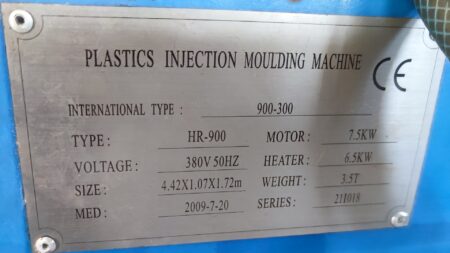 PLASTICS INJECTION MOULDING MACHINE
CE
INTERNATIONAL TYPE : 900-300
TYPE : HR-900 MOTOR : 7.5KW
VOLTAGE : 380V 50HZ HEATER : 6.5KW
SIZE : 4.42X1.07X1.72m WEIGHT : 3.5T
MED : 2009-7-20 SERIES : 211018